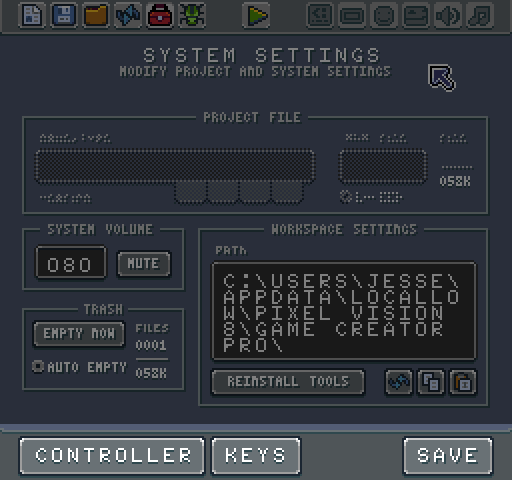 SYSTEM SETTINGS
MODIFY PROJECT AND SYSTEM SETTINGS
PROJECT FILE
058K
SYSTEM VOLUME
080
MUTE
WORKSPACE SETTINGS
PATH
C:\USERS\JESSE\
APPDATA\LOCALLO
W\PIXEL VISION
8\GAME CREATOR
PRO\
TRASH
EMPTY NOW
FILES
0001
AUTO EMPTY
058K
REINSTALL TOOLS
CONTROLLER
KEYS
SAVE